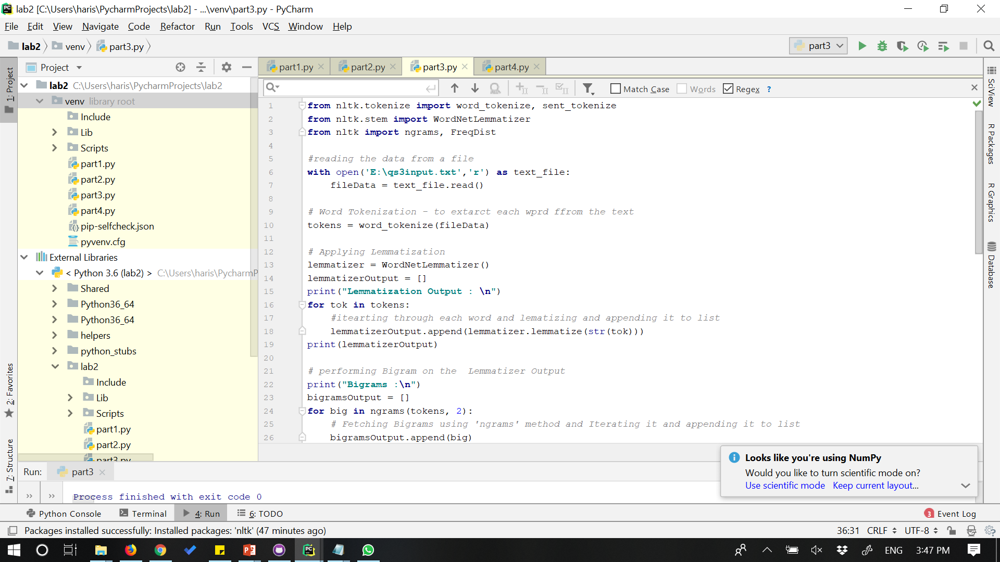 lab2 [C:\Users\haris\PycharmProjects\lab2] - ...\venv\part3.py - PyCharm
File Edit View Navigate Code Refactor Run Tools VCS Window Help
lab2 venv part3.py part3
Project
part1.py part2.py part3.py part4.py
Match Case Words Regex ?
1: Project
2: Favorites
7: Structure
lab2 C:\Users\haris\PycharmProjects\lab2
venv library root
Include
Lib
Scripts
part1.py
part2.py
part3.py
part4.py
pip-selfcheck.json
pyvenv.cfg
External Libraries
< Python 3.6 (lab2) > C:\Users\haris\PycharmP
Shared
Python36_64
Python36_64
helpers
python_stubs
lab2
Include
Lib
Scripts
part1.py
part2.py
part3.py
1 from nltk.tokenize import word_tokenize, sent_tokenize
2 from nltk.stem import WordNetLemmatizer
3 from nltk import ngrams, FreqDist
4
5 #reading the data from a file
6 with open('E:\qs3input.txt','r') as text_file:
7 fileData = text_file.read()
8
9 # Word Tokenization - to extarct each wprd ffrom the text
10 tokens = word_tokenize(fileData)
11
12 # Applying Lemmatization
13 lemmatizer = WordNetLemmatizer()
14 lemmatizerOutput = []
15 print("Lemmatization Output : \n")
16 for tok in tokens:
17 #itearting through each word and lematizing and appending it to list
18 lemmatizerOutput.append(lemmatizer.lemmatize(str(tok)))
19 print(lemmatizerOutput)
20
21 # performing Bigram on the  Lemmatizer Output
22 print("Bigrams :\n")
23 bigramsOutput = []
24 for big in ngrams(tokens, 2):
25 # Fetching Bigrams using 'ngrams' method and Iterating it and appending it to list
26 bigramsOutput.append(big)
SciView
R Packages
R Graphics
Database
Looks like you're using NumPy
Would you like to turn scientific mode on?
Use scientific mode Keep current layout...
Run: part3
>> >> Process finished with exit code 0
Python Console Terminal 4: Run 6: TODO 3 Event Log
Packages installed successfully: Installed packages: 'nltk' (47 minutes ago) 36:31 CRLF UTF-8
ENG 3:47 PM